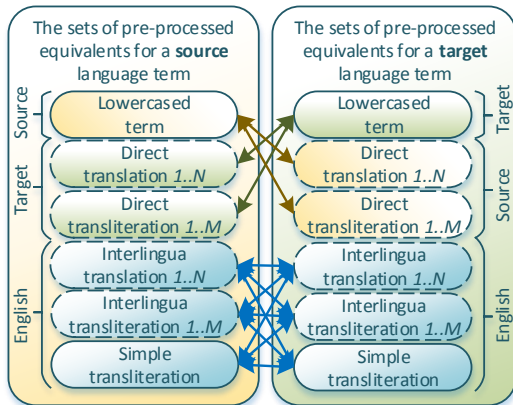 The sets of pre-processed
equivalents for a source
language term
Source
Lowercased
term
Target
Direct
translation 1..N
Direct
transliteration 1..M
English
Interlingua
translation 1..N
Interlingua
transliteration 1..M
Simple
transliteration
The sets of pre-processed
equivalents for a target
language term
Lowercased
term
Target
Direct
translation 1..N
Direct
transliteration 1..M
Source
Interlingua
translation 1..N
Interlingua
transliteration 1..M
Simple
transliteration
English